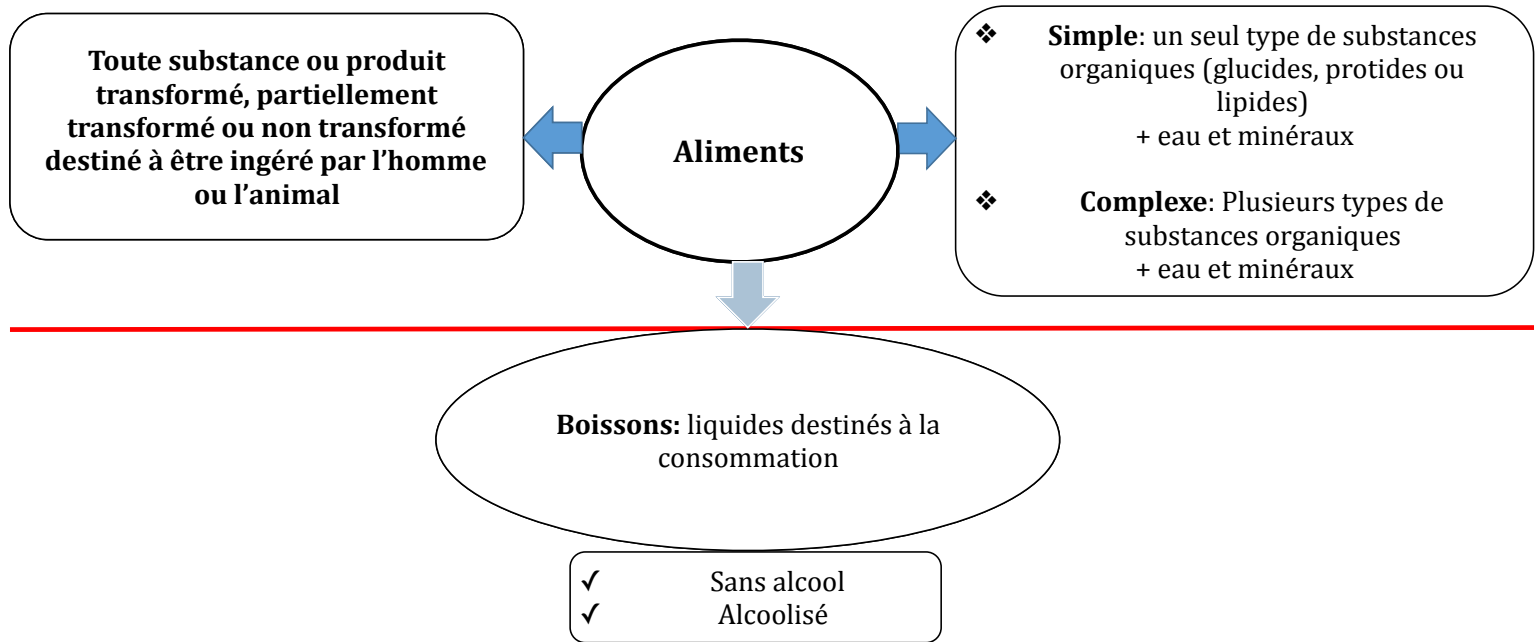 Toute substance ou produit
transformé, partiellement
transformé ou non transformé
destiné à être ingéré par l’homme
ou l’animal
Aliments
❖ Simple: un seul type de substances
organiques (glucides, protides ou
lipides)
+ eau et minéraux
❖ Complexe: Plusieurs types de
substances organiques
+ eau et minéraux
Boissons: liquides destinés à la
consommation
✓ Sans alcool
✓ Alcoolisé